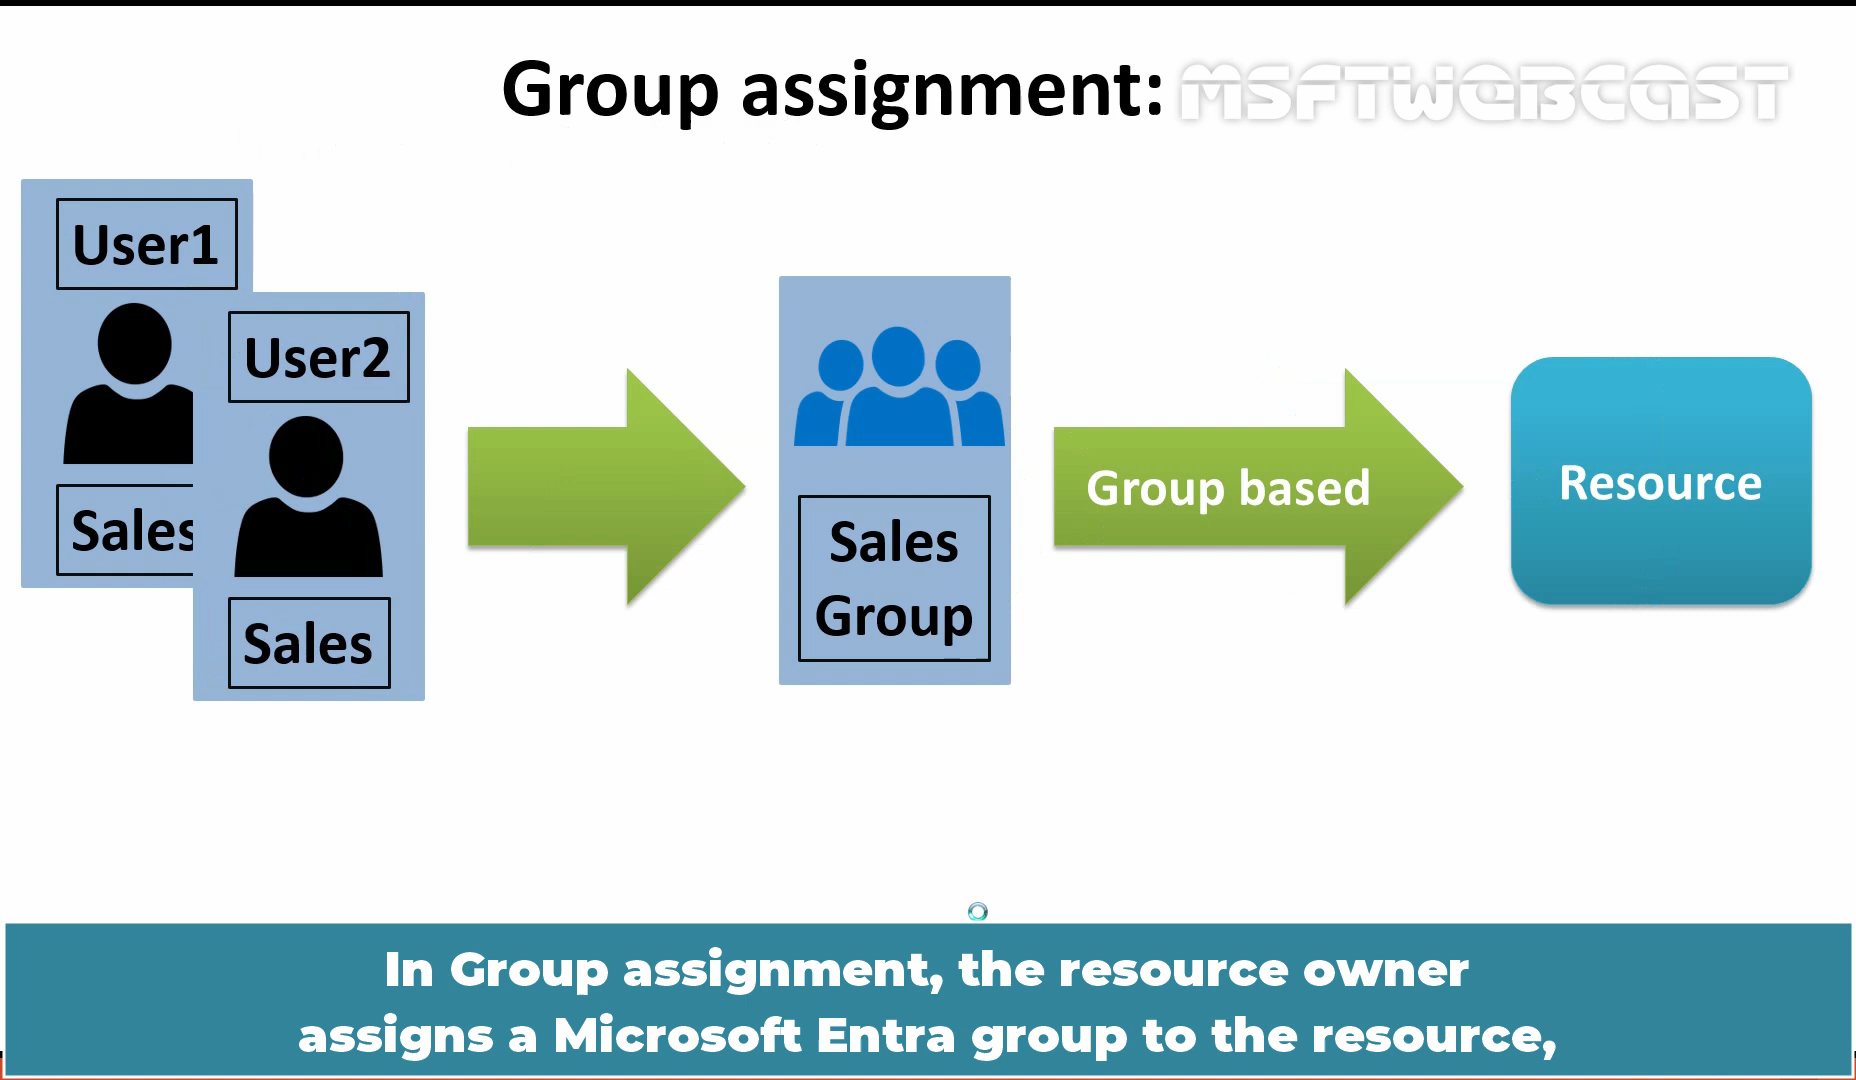 Group assignment:
MSFTWEBCAST
User1
User2
Sales
Sales
Sales
Group
Group based
Resource
In Group assignment, the resource owner
assigns a Microsoft Entra group to the resource,